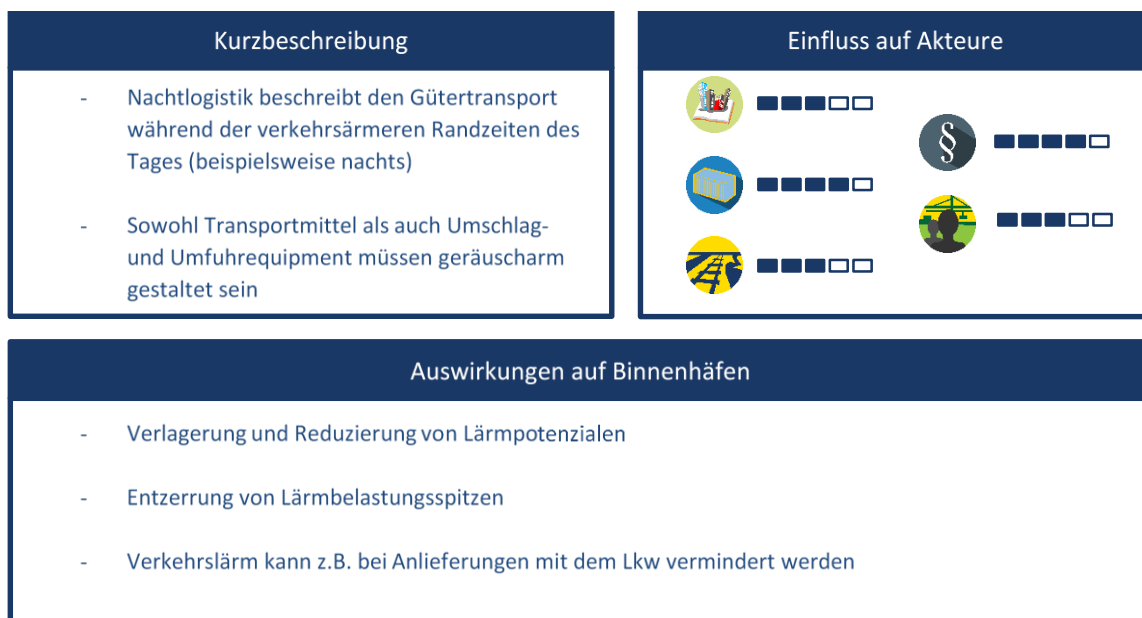 Kurzbeschreibung
- Nachtlogistik beschreibt den Gütertransport
während der verkehrsärmeren Randzeiten des
Tages (beispielsweise nachts)
- Sowohl Transportmittel als auch Umschlag-
und Umfuhrequipment müssen geräuscharm
gestaltet sein
Einfluss auf Akteure
§
Auswirkungen auf Binnenhäfen
- Verlagerung und Reduzierung von Lärmpotenzialen
- Entzerrung von Lärmbelastungsspitzen
- Verkehrslärm kann z.B. bei Anlieferungen mit dem Lkw vermindert werden